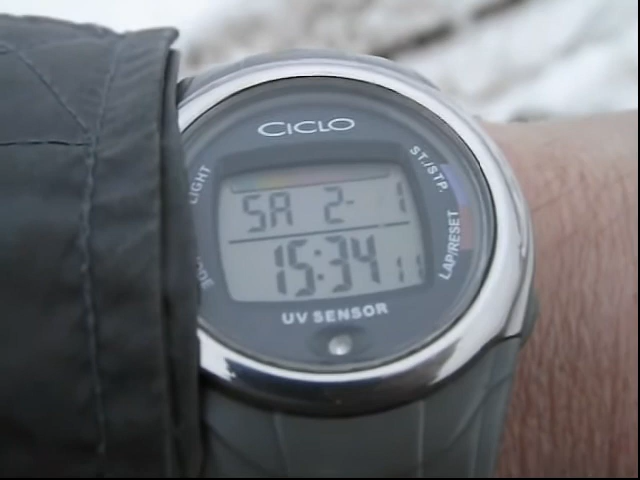 CICLO
LIGHT
ST./STP.
SA 2- 1
15:34 11
LAP/RESET
UV SENSOR